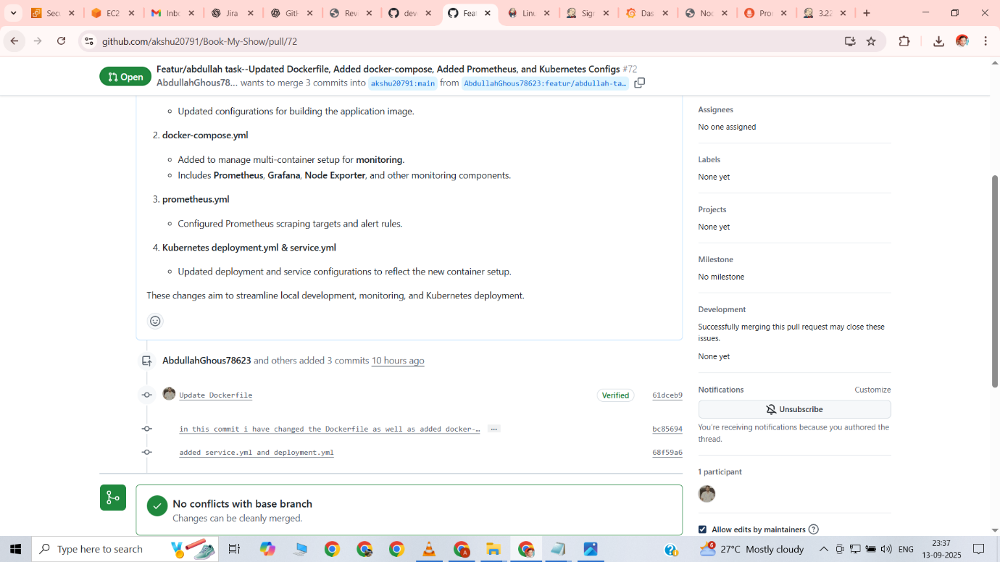 Sec
EC2
Inb
Jira
Git
Rev
dev
Fea
Lin
Sig
Das
Noc
Pro
3.2.
github.com/akshu20791/Book-My-Show/pull/72
Open
Featur/abdullah task--Updated Dockerfile, Added docker-compose, Added Prometheus, and Kubernetes Configs #72
AbdullahGhous78... wants to merge 3 commits into akshu20791:main from AbdullahGhous78623:featur/abdullah-ta…
Updated configurations for building the application image.
2. docker-compose.yml
Added to manage multi-container setup for monitoring.
Includes Prometheus, Grafana, Node Exporter, and other monitoring components.
3. prometheus.yml
Configured Prometheus scraping targets and alert rules.
4. Kubernetes deployment.yml & service.yml
Updated deployment and service configurations to reflect the new container setup.
These changes aim to streamline local development, monitoring, and Kubernetes deployment.
AbdullahGhous78623 and others added 3 commits 10 hours ago
Update Dockerfile Verified 61dceb9
in this commit i have changed the Dockerfile as well as added docker-… ... bc85694
added service.yml and deployment.yml 68f59a6
No conflicts with base branch
Changes can be cleanly merged.
Assignees
No one assigned
Labels
None yet
Projects
None yet
Milestone
No milestone
Development
Successfully merging this pull request may close these
issues.
None yet
Notifications Customize
Unsubscribe
You're receiving notifications because you authored the
thread.
1 participant
Allow edits by maintainers
Type here to search
6
27°C Mostly cloudy
ENG
23:37
13-09-2025